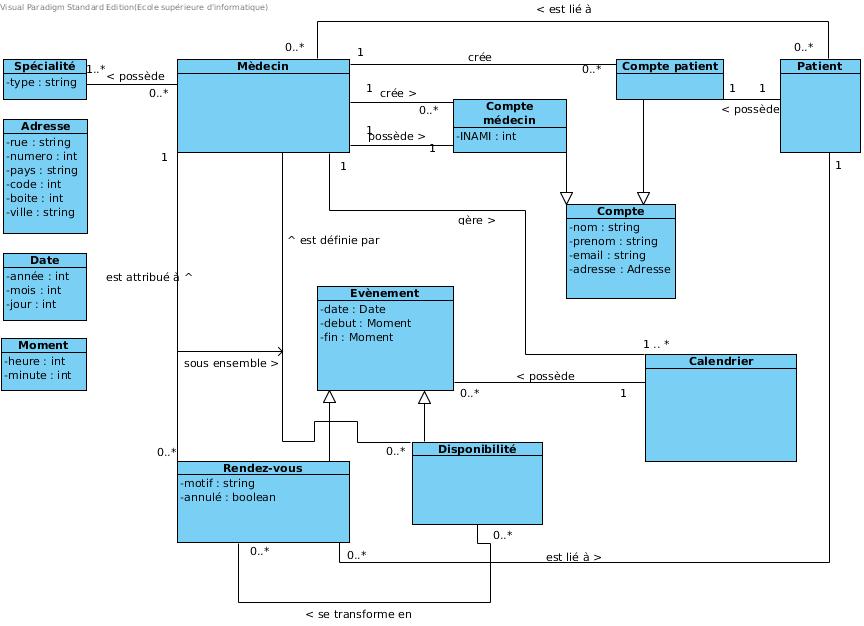 Visual Paradigm Standard Edition(Ecole supérieure d'informatique)
< est lié à
0..*
1
crée
0..*
0..*
Spécialité
-type : string
1..*
< possède
0..*
Mèdecin
Compte patient
Patient
1
crée >
0..*
1
1
< possède
Compte
médecin
-INAMI : int
1
possède >
1
Adresse
-rue : string
-numero : int
-pays : string
-code : int
-boite : int
-ville : string
1
1
1
gère >
^ est définie par
Compte
-nom : string
-prenom : string
-email : string
-adresse : Adresse
Date
-année : int
-mois : int
-jour : int
est attribué à ^
Evènement
-date : Date
-debut : Moment
-fin : Moment
Moment
-heure : int
-minute : int
sous ensemble >
1 .. *
Calendrier
< possède
0..*
1
0..*
0..*
Rendez-vous
-motif : string
-annulé : boolean
Disponibilité
0..*
0..*
0..*
est lié à >
< se transforme en